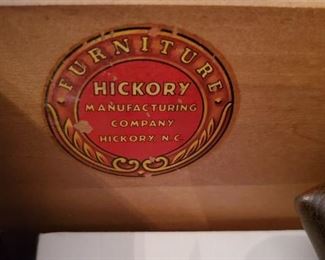 FURNITURE
HICKORY
MANUFACTURING
COMPANY
HICKORY, N.C.